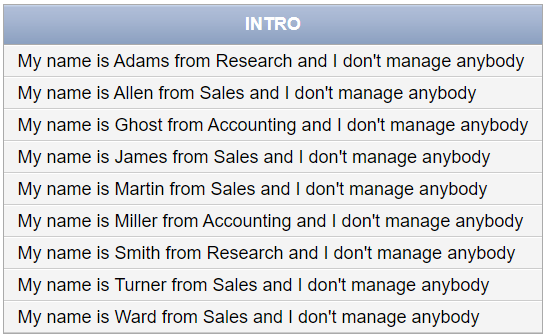 INTRO
My name is Adams from Research and I don't manage anybody
My name is Allen from Sales and I don't manage anybody
My name is Ghost from Accounting and I don't manage anybody
My name is James from Sales and I don't manage anybody
My name is Martin from Sales and I don't manage anybody
My name is Miller from Accounting and I don't manage anybody
My name is Smith from Research and I don't manage anybody
My name is Turner from Sales and I don't manage anybody
My name is Ward from Sales and I don't manage anybody